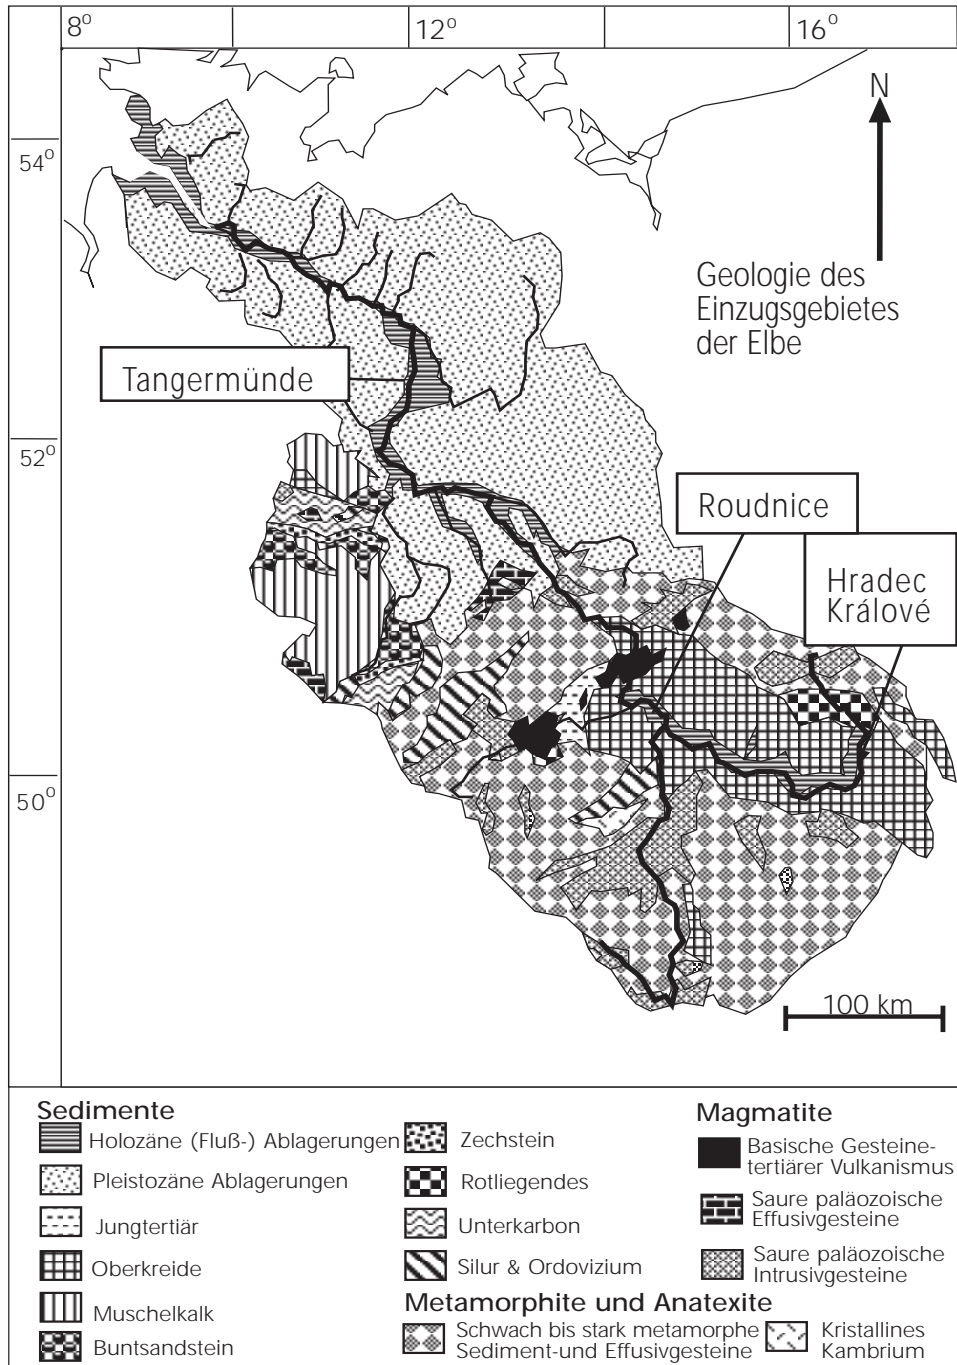 8°
12°
16°
N
54°
Geologie des
Einzugsgebietes
der Elbe
Tangermünde
52°
Roudnice
Hradec
Králové
50°
100 km
Sedimente
Holozäne (Fluß-) Ablagerungen
Pleistozäne Ablagerungen
Jungtertiär
Oberkreide
Muschelkalk
Buntsandstein
Zechstein
Rotliegendes
Unterkarbon
Silur & Ordovizium
Magmatite
Basische Gesteine-
tertiärer Vulkanismus
Saure paläozoische
Effusivgesteine
Saure paläozoische
Intrusivgesteine
Metamorphite und Anatexite
Schwach bis stark metamorphe
Sediment-und Effusivgesteine
Kristallines
Kambrium